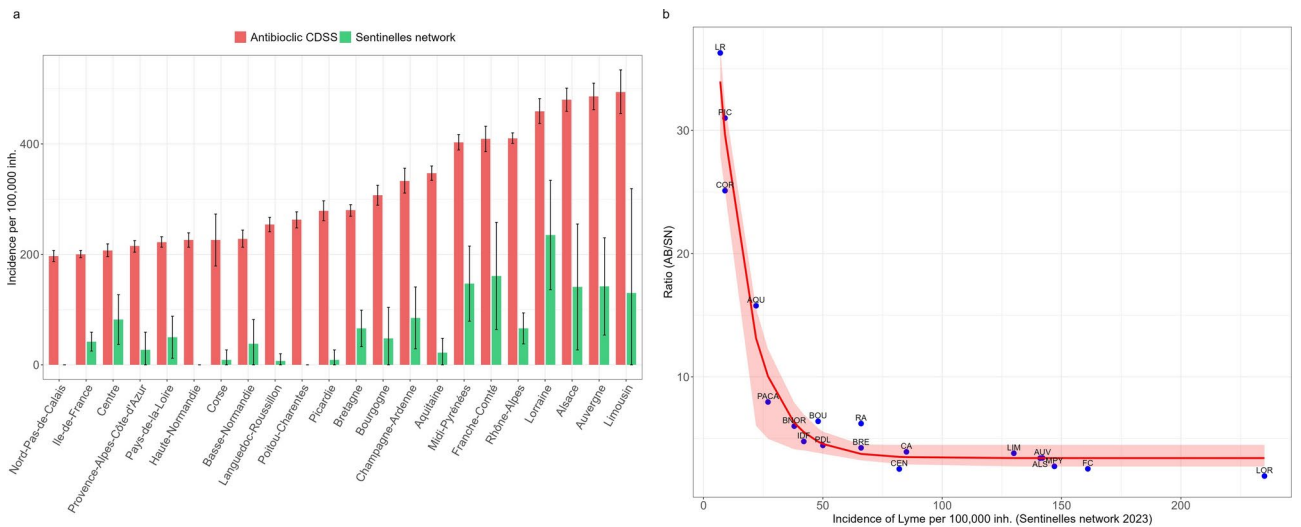 a
Antibioclic CDSS Sentinelles network
Incidence per 100,000 inh.
400
200
0
Nord-Pas-de-Calais
Ile-de-France
Centre
Provence-Alpes-Côte-d'Azur
Pays-de-la-Loire
Haute-Normandie
Corse
Basse-Normandie
Languedoc-Roussillon
Poitou-Charentes
Picardie
Bretagne
Bourgogne
Champagne-Ardenne
Aquitaine
Midi-Pyrénées
Franche-Comté
Rhône-Alpes
Lorraine
Alsace
Auvergne
Limousin
b
Ratio (AB/SN)
30
20
10
LR
PIC
COR
AQU
PACA
BNOR
BOU
RA
IDF
PDL
BRE
CA
CEN
LIM
AUV
ALS
MPY
FC
LOR
0 50 100 150 200
Incidence of Lyme per 100,000 inh. (Sentinelles network 2023)